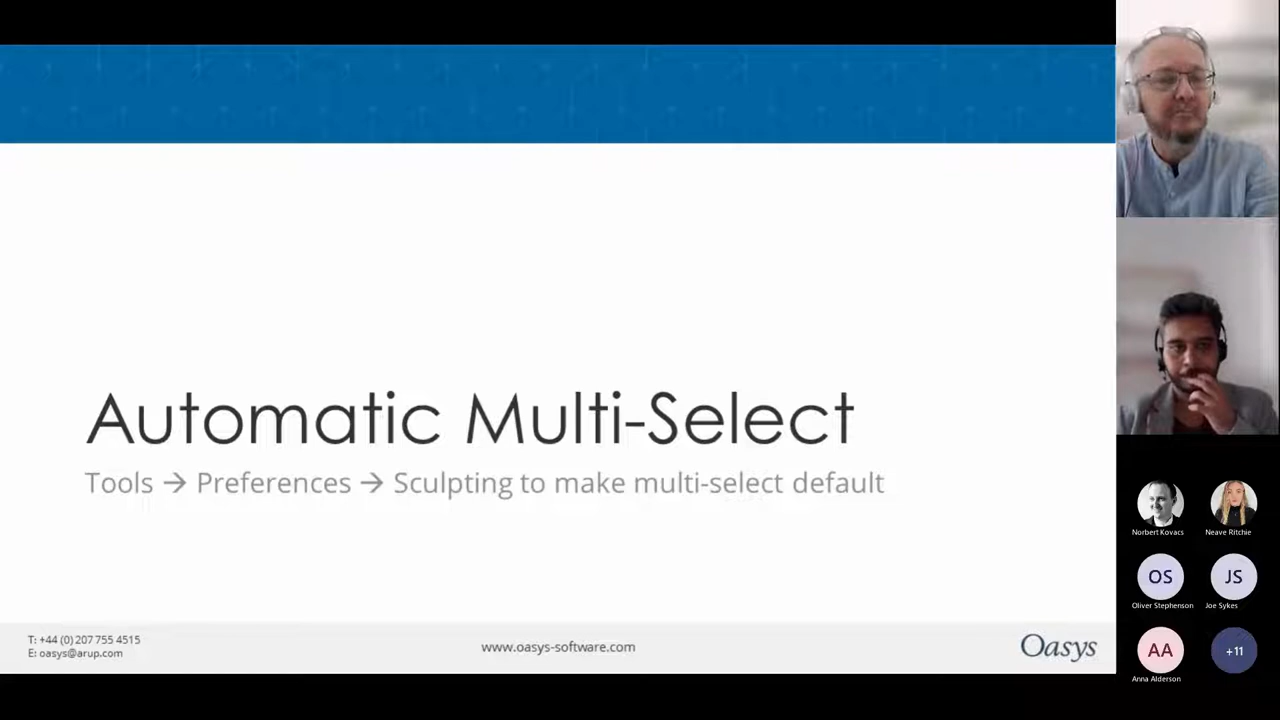 Automatic Multi-Select
Tools → Preferences → Sculpting to make multi-select default
T: +44 (0) 207 755 4515
E: oasys@arup.com
www.oasys-software.com
Oasys
Norbert Kovacs
Neave Ritchie
OS
JS
Oliver Stephenson
Joe Sykes
AA
+11
Anna Alderson